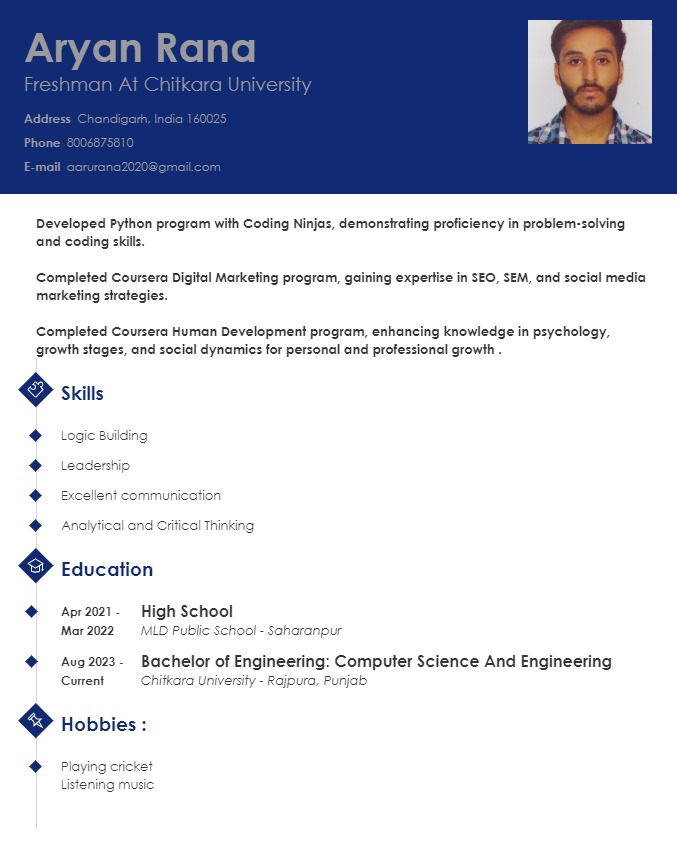 Aryan Rana
Freshman At Chitkara University
Address Chandigarh, India 160025
Phone 8006875810
E-mail aarurana2020@gmail.com
Developed Python program with Coding Ninjas, demonstrating proficiency in problem-solving
and coding skills.
Completed Coursera Digital Marketing program, gaining expertise in SEO, SEM, and social media
marketing strategies.
Completed Coursera Human Development program, enhancing knowledge in psychology,
growth stages, and social dynamics for personal and professional growth .
Skills
Logic Building
Leadership
Excellent communication
Analytical and Critical Thinking
Education
Apr 2021 - High School
Mar 2022 MLD Public School - Saharanpur
Aug 2023 - Bachelor of Engineering: Computer Science And Engineering
Current Chitkara University - Rajpura, Punjab
Hobbies :
Playing cricket
Listening music